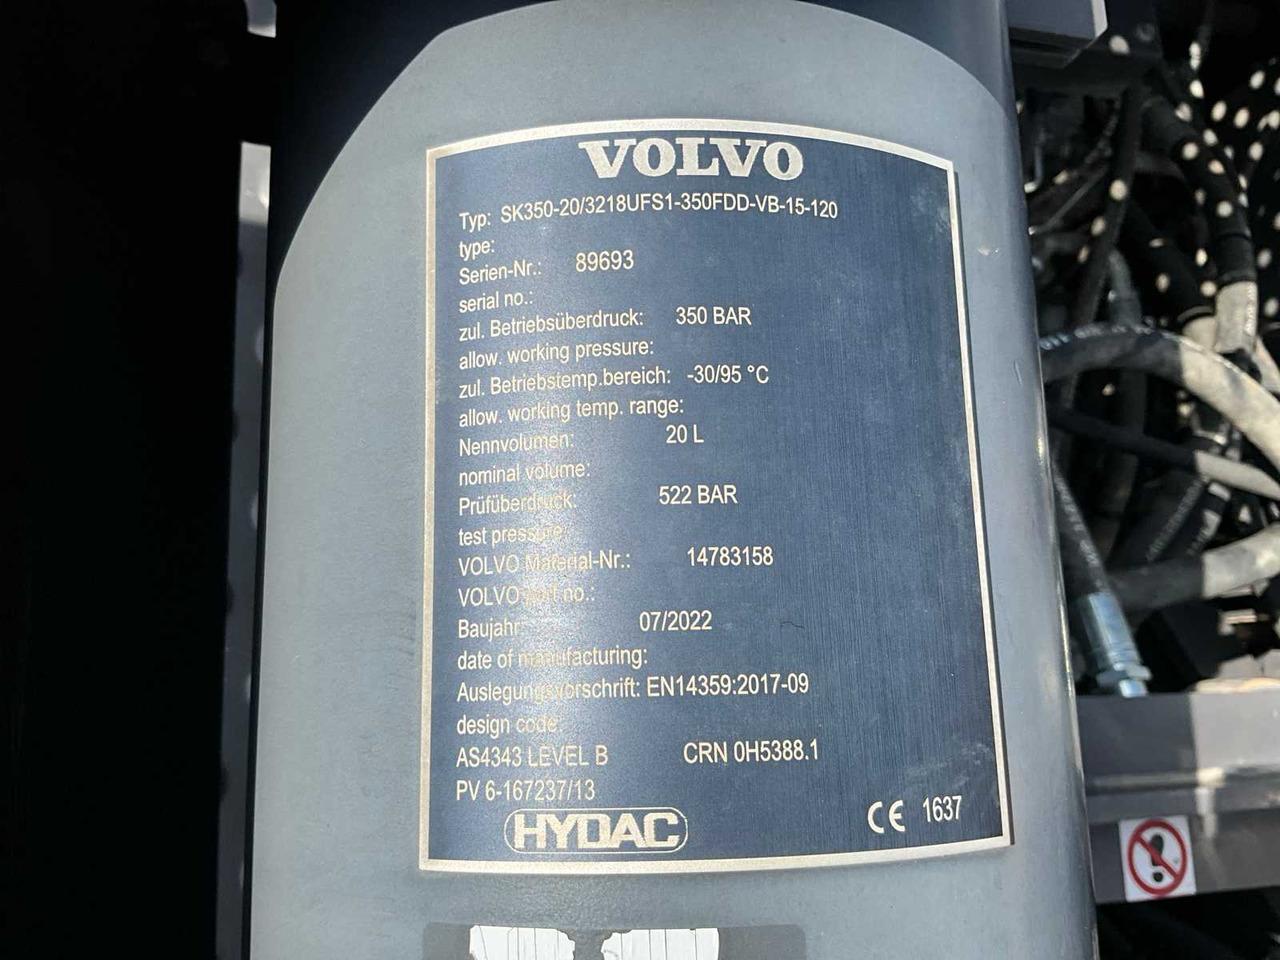 VOLVO
Typ: SK350-20/3218UFS1-350FDD-VB-15-120
type:
Serien-Nr.: 89693
serial no.:
zul. Betriebsüberdruck: 350 BAR
allow. working pressure:
zul. Betriebstemp.bereich: -30/95 °C
allow. working temp. range:
Nennvolumen: 20 L
nominal volume:
Prüfüberdruck: 522 BAR
test pressure:
VOLVO Material-Nr.: 14783158
VOLVO part no.:
Baujahr: 07/2022
date of manufacturing:
Auslegungsvorschrift: EN14359:2017-09
design code:
AS4343 LEVEL B CRN 0H5388.1
PV 6-167237/13
HYDAC CE 1637